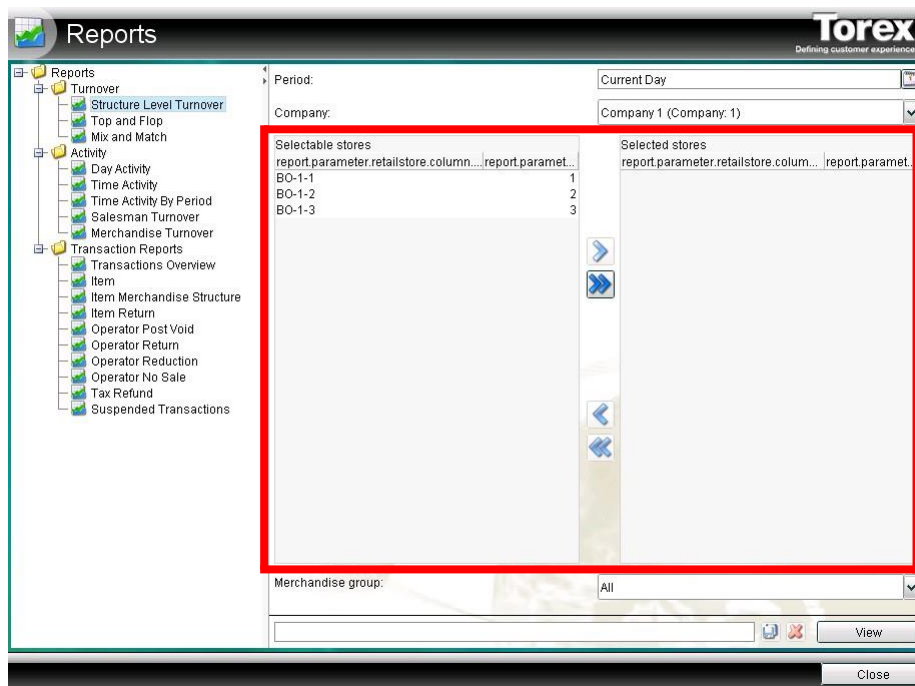 Reports
Torex
Defining customer experience
Reports
Turnover
Structure Level Turnover
Top and Flop
Mix and Match
Activity
Day Activity
Time Activity
Time Activity By Period
Salesman Turnover
Merchandise Turnover
Transaction Reports
Transactions Overview
Item
Item Merchandise Structure
Item Return
Operator Post Void
Operator Return
Operator Reduction
Operator No Sale
Tax Refund
Suspended Transactions
Period: Current Day
Company: Company 1 (Company: 1)
Selectable stores
report.parameter.retailstore.column.... report.paramet...
BO-1-1 1
BO-1-2 2
BO-1-3 3
Selected stores
report.parameter.retailstore.colum... report.paramet..
Merchandise group: All
View
Close